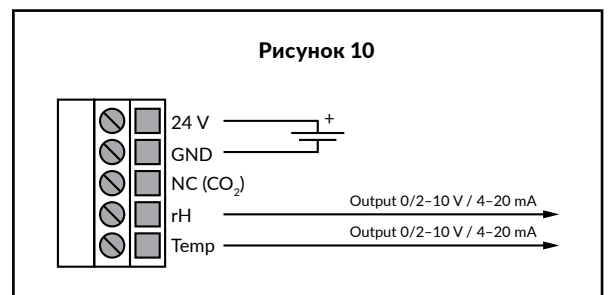 Рисунок 10
24 V
+
GND
NC (CO₂)
rH
Output 0/2–10 V / 4–20 mA
Temp
Output 0/2–10 V / 4–20 mA